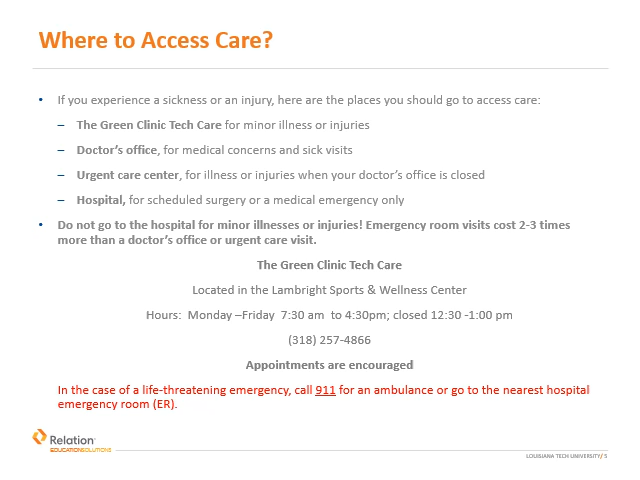 Where to Access Care?
• If you experience a sickness or an injury, here are the places you should go to access care:
– The Green Clinic Tech Care for minor illness or injuries
– Doctor's office, for medical concerns and sick visits
– Urgent care center, for illness or injuries when your doctor's office is closed
– Hospital, for scheduled surgery or a medical emergency only
• Do not go to the hospital for minor illnesses or injuries! Emergency room visits cost 2-3 times
more than a doctor's office or urgent care visit.
The Green Clinic Tech Care
Located in the Lambright Sports & Wellness Center
Hours: Monday –Friday 7:30 am to 4:30pm; closed 12:30 -1:00 pm
(318) 257-4866
Appointments are encouraged
In the case of a life-threatening emergency, call 911 for an ambulance or go to the nearest hospital
emergency room (ER).
Relation
EDUCATION SOLUTIONS
LOUISIANA TECH UNIVERSITY/ 5